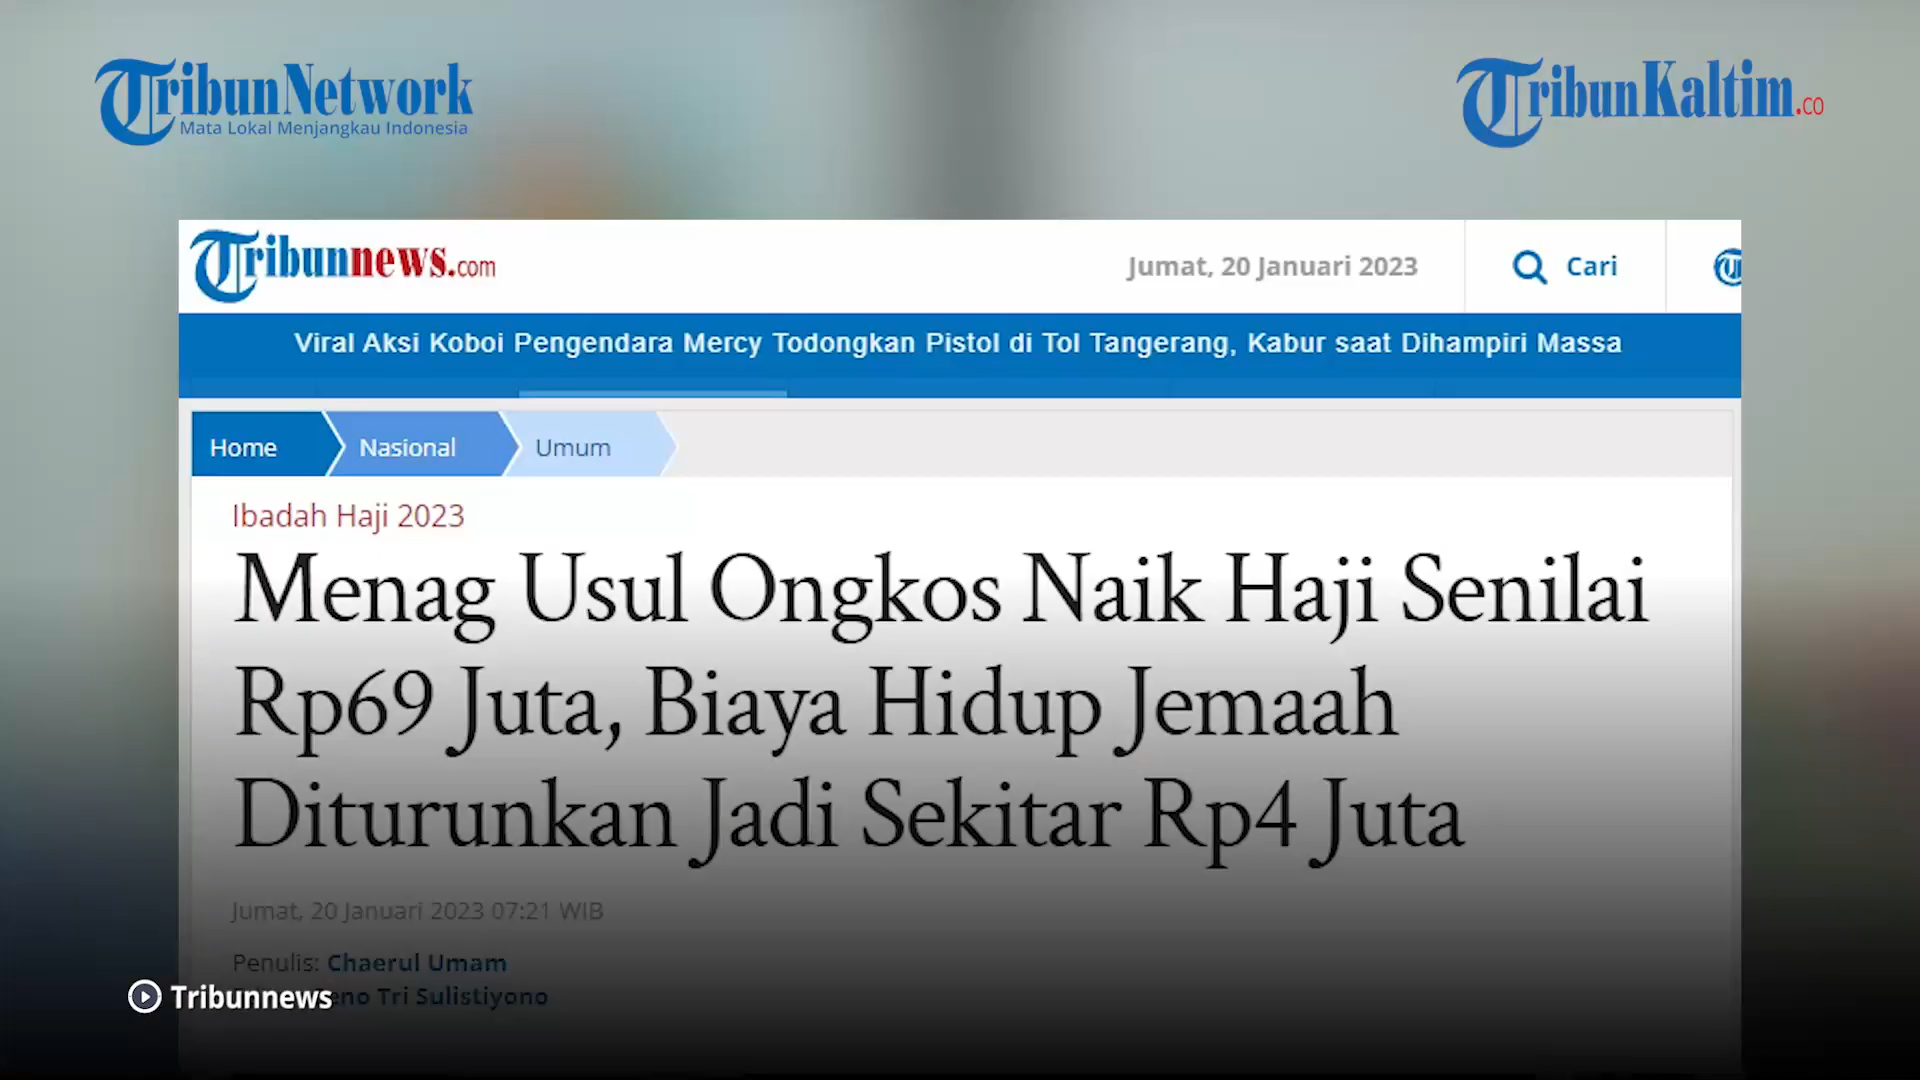 TribunNetwork
Mata Lokal Menjangkau Indonesia
TribunKaltim.co
Tribunnews.com
Jumat, 20 Januari 2023
Cari
Viral Aksi Koboi Pengendara Mercy Todongkan Pistol di Tol Tangerang, Kabur saat Dihampiri Massa
Home
Nasional
Umum
Ibadah Haji 2023
Menag Usul Ongkos Naik Haji Senilai
Rp69 Juta, Biaya Hidup Jemaah
Diturunkan Jadi Sekitar Rp4 Juta
Jumat, 20 Januari 2023 07:21 WIB
Penulis: Chaerul Umam
Tri Sulistiyono
Tribunnews